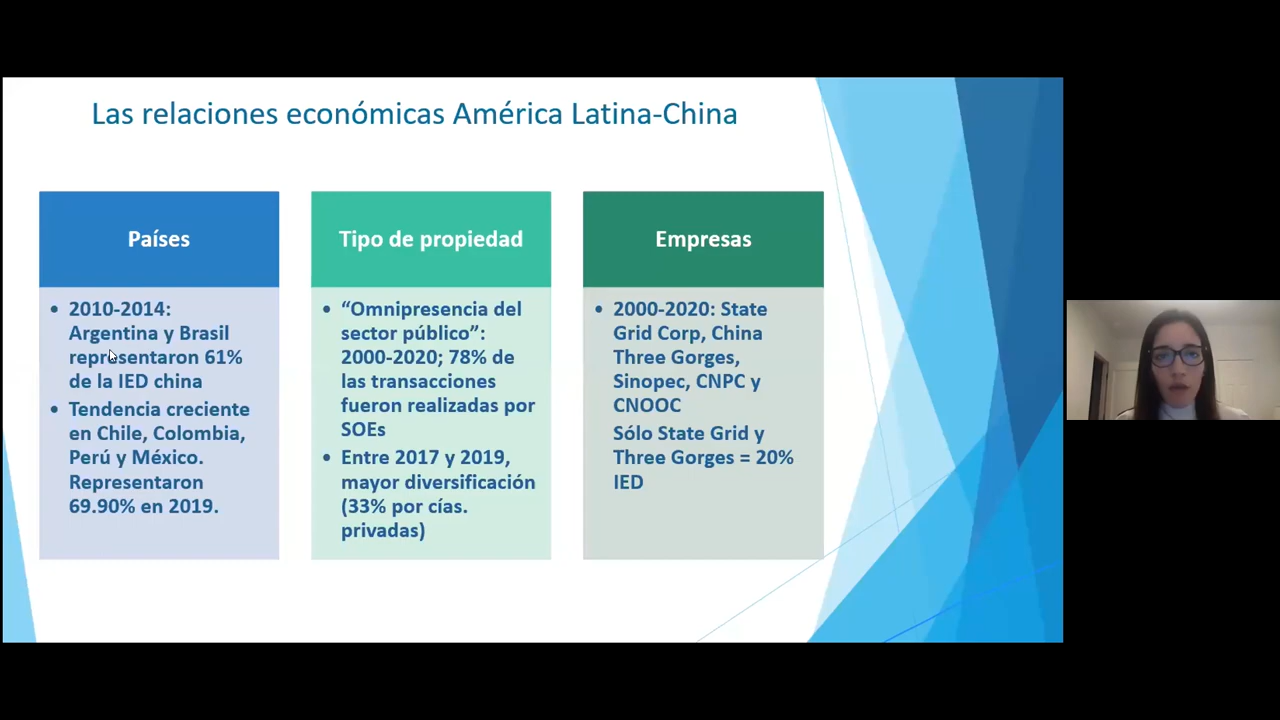 Las relaciones económicas América Latina-China
Países
• 2010-2014:
Argentina y Brasil
representaron 61%
de la IED china
• Tendencia creciente
en Chile, Colombia,
Perú y México.
Representaron
69.90% en 2019.
Tipo de propiedad
• “Omnipresencia del
sector público”:
2000-2020; 78% de
las transacciones
fueron realizadas por
SOEs
• Entre 2017 y 2019,
mayor diversificación
(33% por cías.
privadas)
Empresas
• 2000-2020: State
Grid Corp, China
Three Gorges,
Sinopec, CNPC y
CNOOC
Sólo State Grid y
Three Gorges = 20%
IED